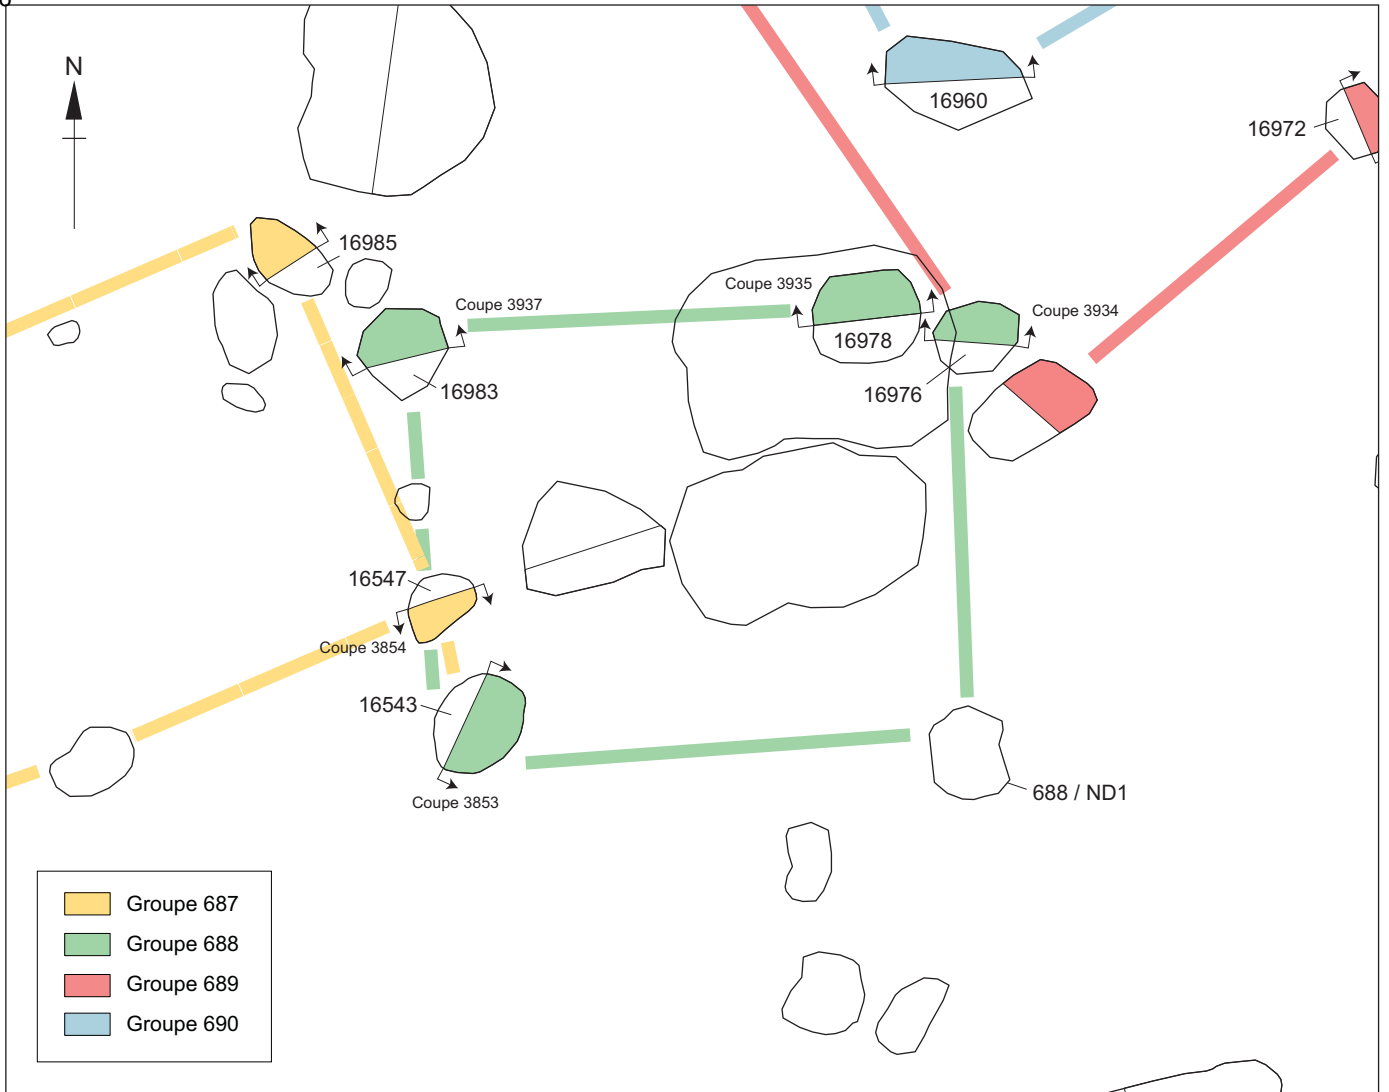 N
16960
16972
16985
Coupe 3937
Coupe 3935
Coupe 3934
16978
16983
16976
16547
Coupe 3854
16543
Coupe 3853
688 / ND1
Groupe 687
Groupe 688
Groupe 689
Groupe 690